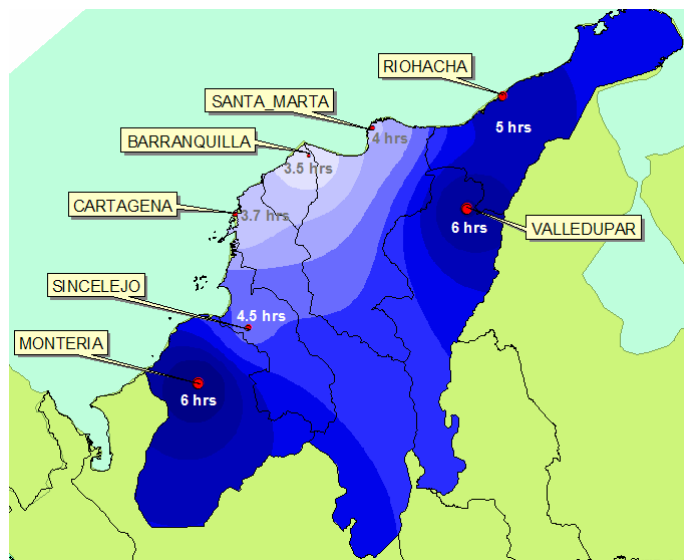 RIOHACHA
SANTA_MARTA
5 hrs
4 hrs
BARRANQUILLA
3.5 hrs
CARTAGENA
3.7 hrs
6 hrs
VALLEDUPAR
SINCELEJO
4.5 hrs
MONTERIA
6 hrs